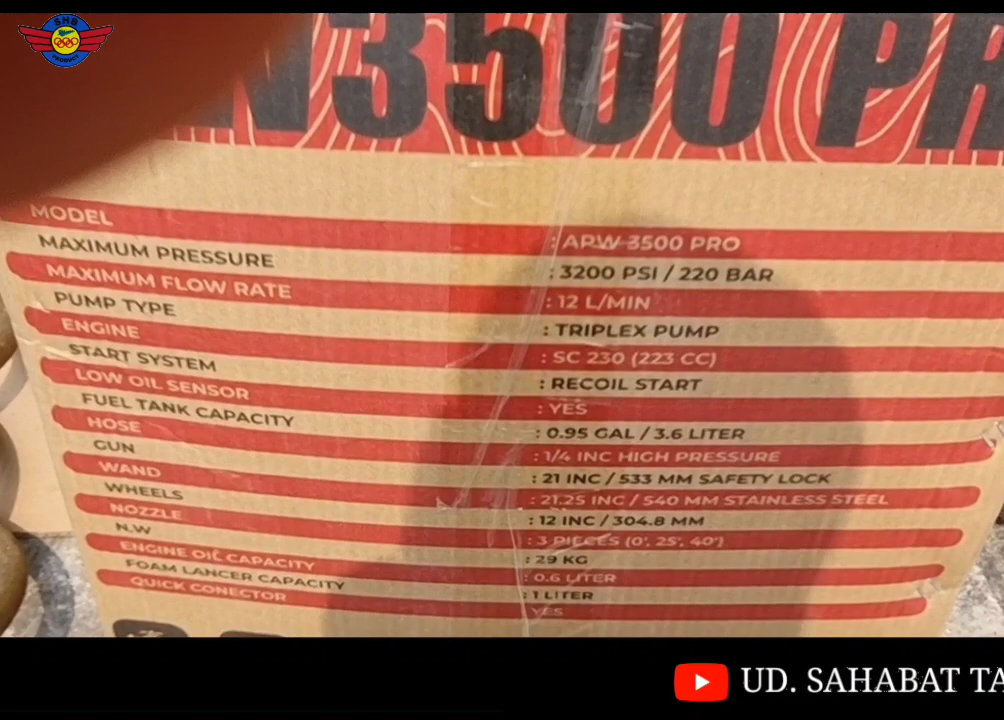 SHB
PRODUCT
N3500 PR
MODEL : APW 3500 PRO
MAXIMUM PRESSURE : 3200 PSI / 220 BAR
MAXIMUM FLOW RATE : 12 L/MIN
PUMP TYPE : TRIPLEX PUMP
ENGINE : SC 230 (223 CC)
START SYSTEM : RECOIL START
LOW OIL SENSOR : YES
FUEL TANK CAPACITY : 0.95 GAL / 3.6 LITER
HOSE : 1/4 INC HIGH PRESSURE
GUN : 21 INC / 533 MM SAFETY LOCK
WAND : 21.25 INC / 540 MM STAINLESS STEEL
WHEELS : 12 INC / 304.8 MM
NOZZLE : 3 PIECES (0°, 25°, 40°)
N.W : 29 KG
ENGINE OIL CAPACITY : 0.6 LITER
FOAM LANCER CAPACITY : 1 LITER
QUICK CONECTOR : YES
UD. SAHABAT TA